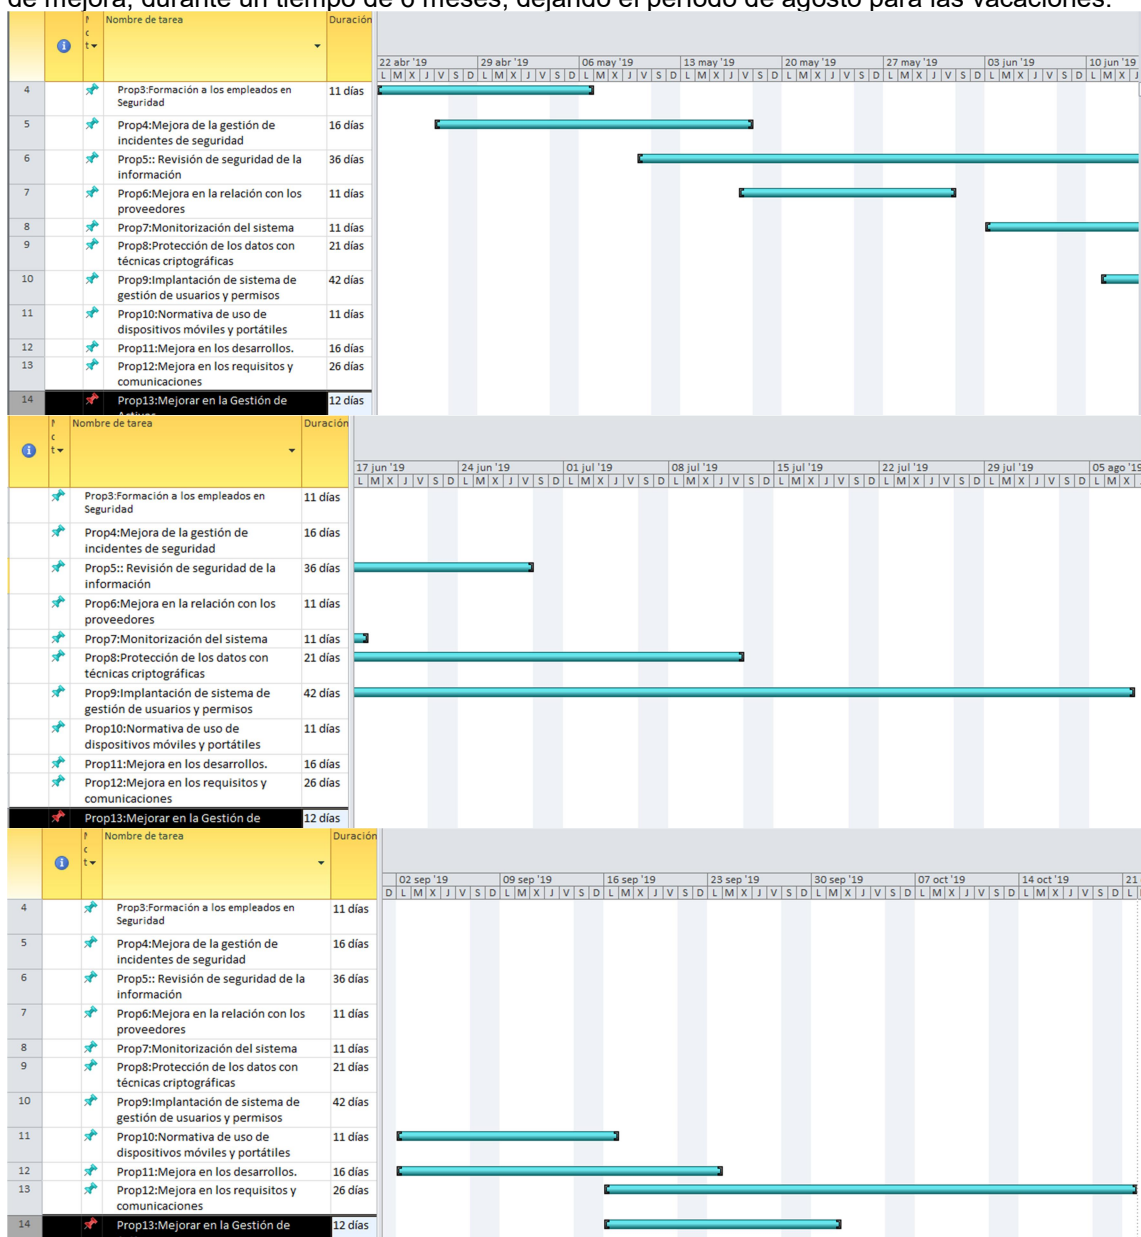 de mejora, durante un tiempo de 6 meses, dejando el periodo de agosto para las vacaciones.
Nombre de tarea Duración
22 abr '19 29 abr '19 06 may '19 13 may '19 20 may '19 27 may '19 03 jun '19 10 jun '19
L M X J V S D L M X J V S D L M X J V S D L M X J V S D L M X J V S D L M X J V S D L M X J V S D L M X J
4 Prop3:Formación a los empleados en Seguridad 11 días
5 Prop4:Mejora de la gestión de incidentes de seguridad 16 días
6 Prop5:: Revisión de seguridad de la información 36 días
7 Prop6:Mejora en la relación con los proveedores 11 días
8 Prop7:Monitorización del sistema 11 días
9 Prop8:Protección de los datos con técnicas criptográficas 21 días
10 Prop9:Implantación de sistema de gestión de usuarios y permisos 42 días
11 Prop10:Normativa de uso de dispositivos móviles y portátiles 11 días
12 Prop11:Mejora en los desarrollos. 16 días
13 Prop12:Mejora en los requisitos y comunicaciones 26 días
14 Prop13:Mejorar en la Gestión de 12 días
Nombre de tarea Duración
17 jun '19 24 jun '19 01 jul '19 08 jul '19 15 jul '19 22 jul '19 29 jul '19 05 ago '19
L M X J V S D L M X J V S D L M X J V S D L M X J V S D L M X J V S D L M X J V S D L M X J V S D L M X
Prop3:Formación a los empleados en Seguridad 11 días
Prop4:Mejora de la gestión de incidentes de seguridad 16 días
Prop5:: Revisión de seguridad de la información 36 días
Prop6:Mejora en la relación con los proveedores 11 días
Prop7:Monitorización del sistema 11 días
Prop8:Protección de los datos con técnicas criptográficas 21 días
Prop9:Implantación de sistema de gestión de usuarios y permisos 42 días
Prop10:Normativa de uso de dispositivos móviles y portátiles 11 días
Prop11:Mejora en los desarrollos. 16 días
Prop12:Mejora en los requisitos y comunicaciones 26 días
Prop13:Mejorar en la Gestión de 12 días
Nombre de tarea Duración
02 sep '19 09 sep '19 16 sep '19 23 sep '19 30 sep '19 07 oct '19 14 oct '19 21
D L M X J V S D L M X J V S D L M X J V S D L M X J V S D L M X J V S D L M X J V S D L M X J V S D L
4 Prop3:Formación a los empleados en Seguridad 11 días
5 Prop4:Mejora de la gestión de incidentes de seguridad 16 días
6 Prop5:: Revisión de seguridad de la información 36 días
7 Prop6:Mejora en la relación con los proveedores 11 días
8 Prop7:Monitorización del sistema 11 días
9 Prop8:Protección de los datos con técnicas criptográficas 21 días
10 Prop9:Implantación de sistema de gestión de usuarios y permisos 42 días
11 Prop10:Normativa de uso de dispositivos móviles y portátiles 11 días
12 Prop11:Mejora en los desarrollos. 16 días
13 Prop12:Mejora en los requisitos y comunicaciones 26 días
14 Prop13:Mejorar en la Gestión de 12 días